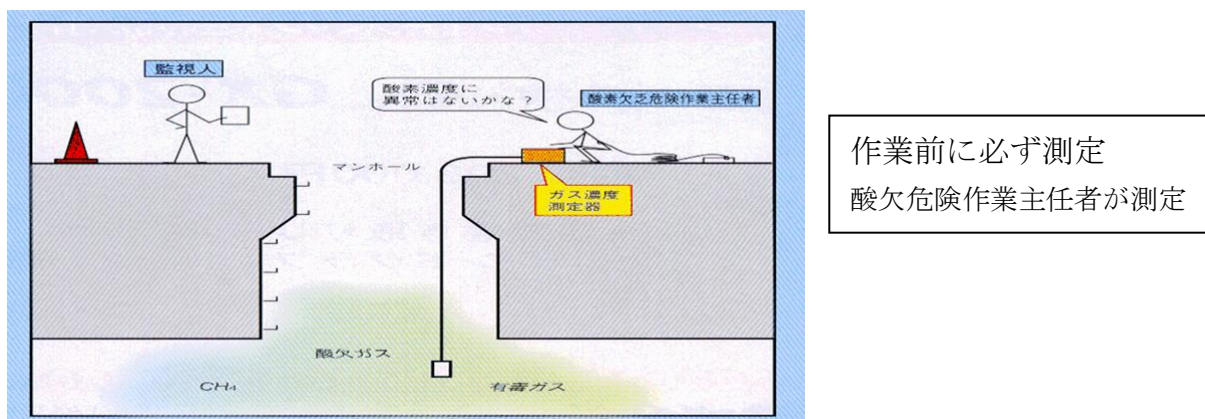 監視人
酸素濃度に
異常はないかな？
酸素欠乏危険作業主任者
マンホール
ガス濃度
測定器
酸欠ガス
CH₄
有毒ガス
作業前に必ず測定
酸欠危険作業主任者が測定